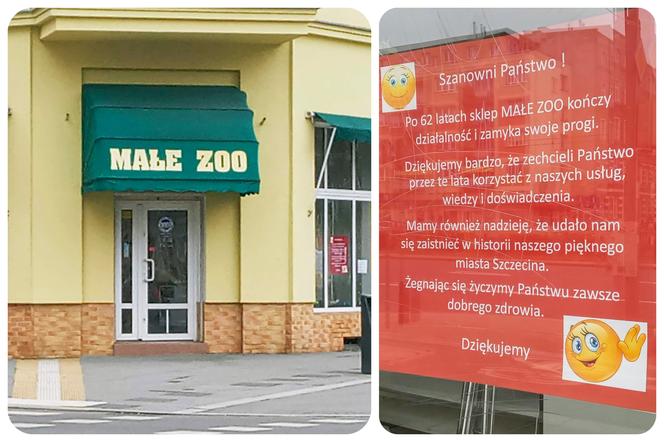 MAŁE ZOO
Szanowni Państwo !
Po 62 latach sklep MAŁE ZOO kończy
działalność i zamyka swoje progi.
Dziękujemy bardzo, że zechcieli Państwo
przez te lata korzystać z naszych usług,
wiedzy i doświadczenia.
Mamy również nadzieję, że udało nam
się zaistnieć w historii naszego pięknego
miasta Szczecina.
Żegnając się życzymy Państwu zawsze
dobrego zdrowia.
Dziękujemy